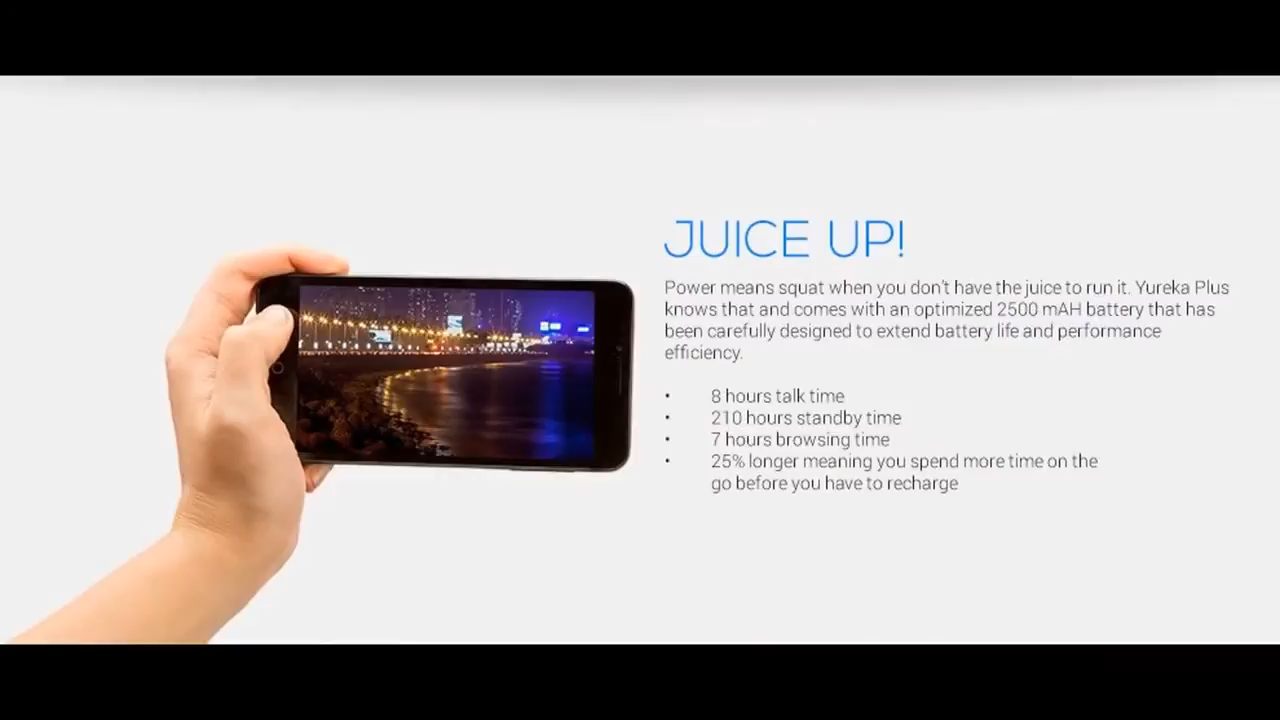 JUICE UP!
Power means squat when you don't have the juice to run it. Yureka Plus
knows that and comes with an optimized 2500 mAH battery that has
been carefully designed to extend battery life and performance
efficiency.
• 8 hours talk time
• 210 hours standby time
• 7 hours browsing time
• 25% longer meaning you spend more time on the
go before you have to recharge